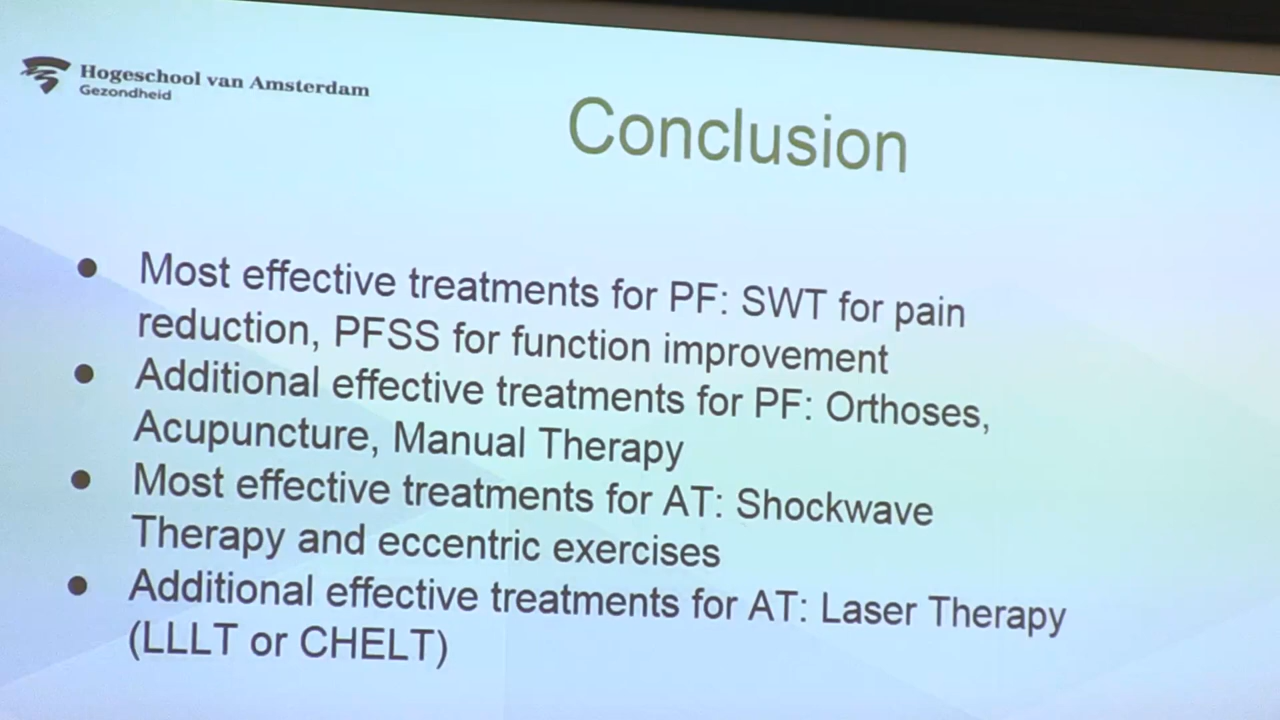 Hogeschool van Amsterdam
Gezondheid
Conclusion
● Most effective treatments for PF: SWT for pain
reduction, PFSS for function improvement
● Additional effective treatments for PF: Orthoses,
Acupuncture, Manual Therapy
● Most effective treatments for AT: Shockwave
Therapy and eccentric exercises
● Additional effective treatments for AT: Laser Therapy
(LLLT or CHELT)